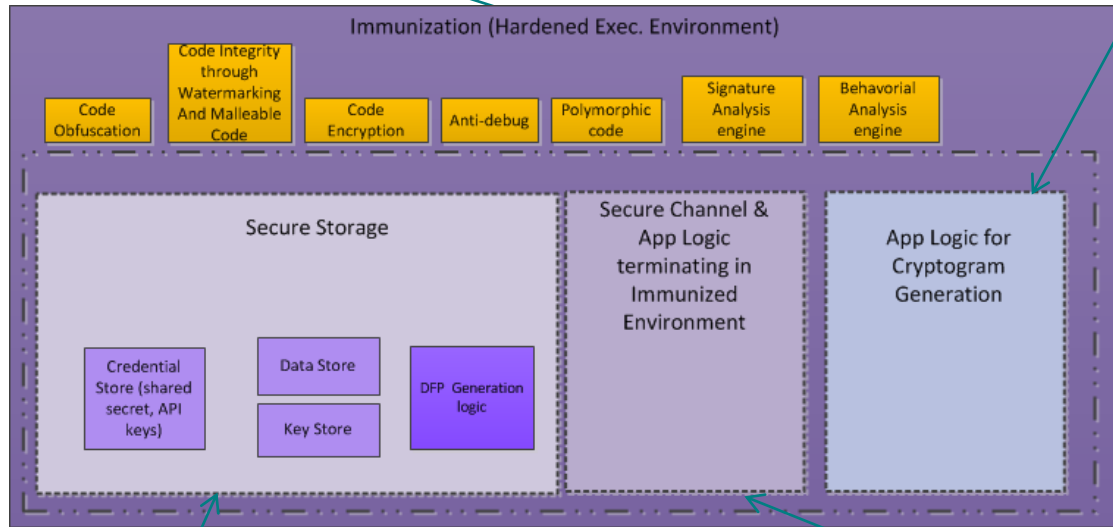 Immunization (Hardened Exec. Environment)
Code
Obfuscation
Code Integrity
through
Watermarking
And Malleable
Code
Code
Encryption
Anti-debug
Polymorphic
code
Signature
Analysis
engine
Behavorial
Analysis
engine
Secure Storage
Credential
Store (shared
secret, API
keys)
Data Store
Key Store
DFP Generation
logic
Secure Channel &
App Logic
terminating in
Immunized
Environment
App Logic for
Cryptogram
Generation